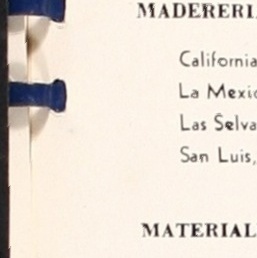 MADERERI
California
La Mexic
Las Selva
San Luis,
MATERIAL